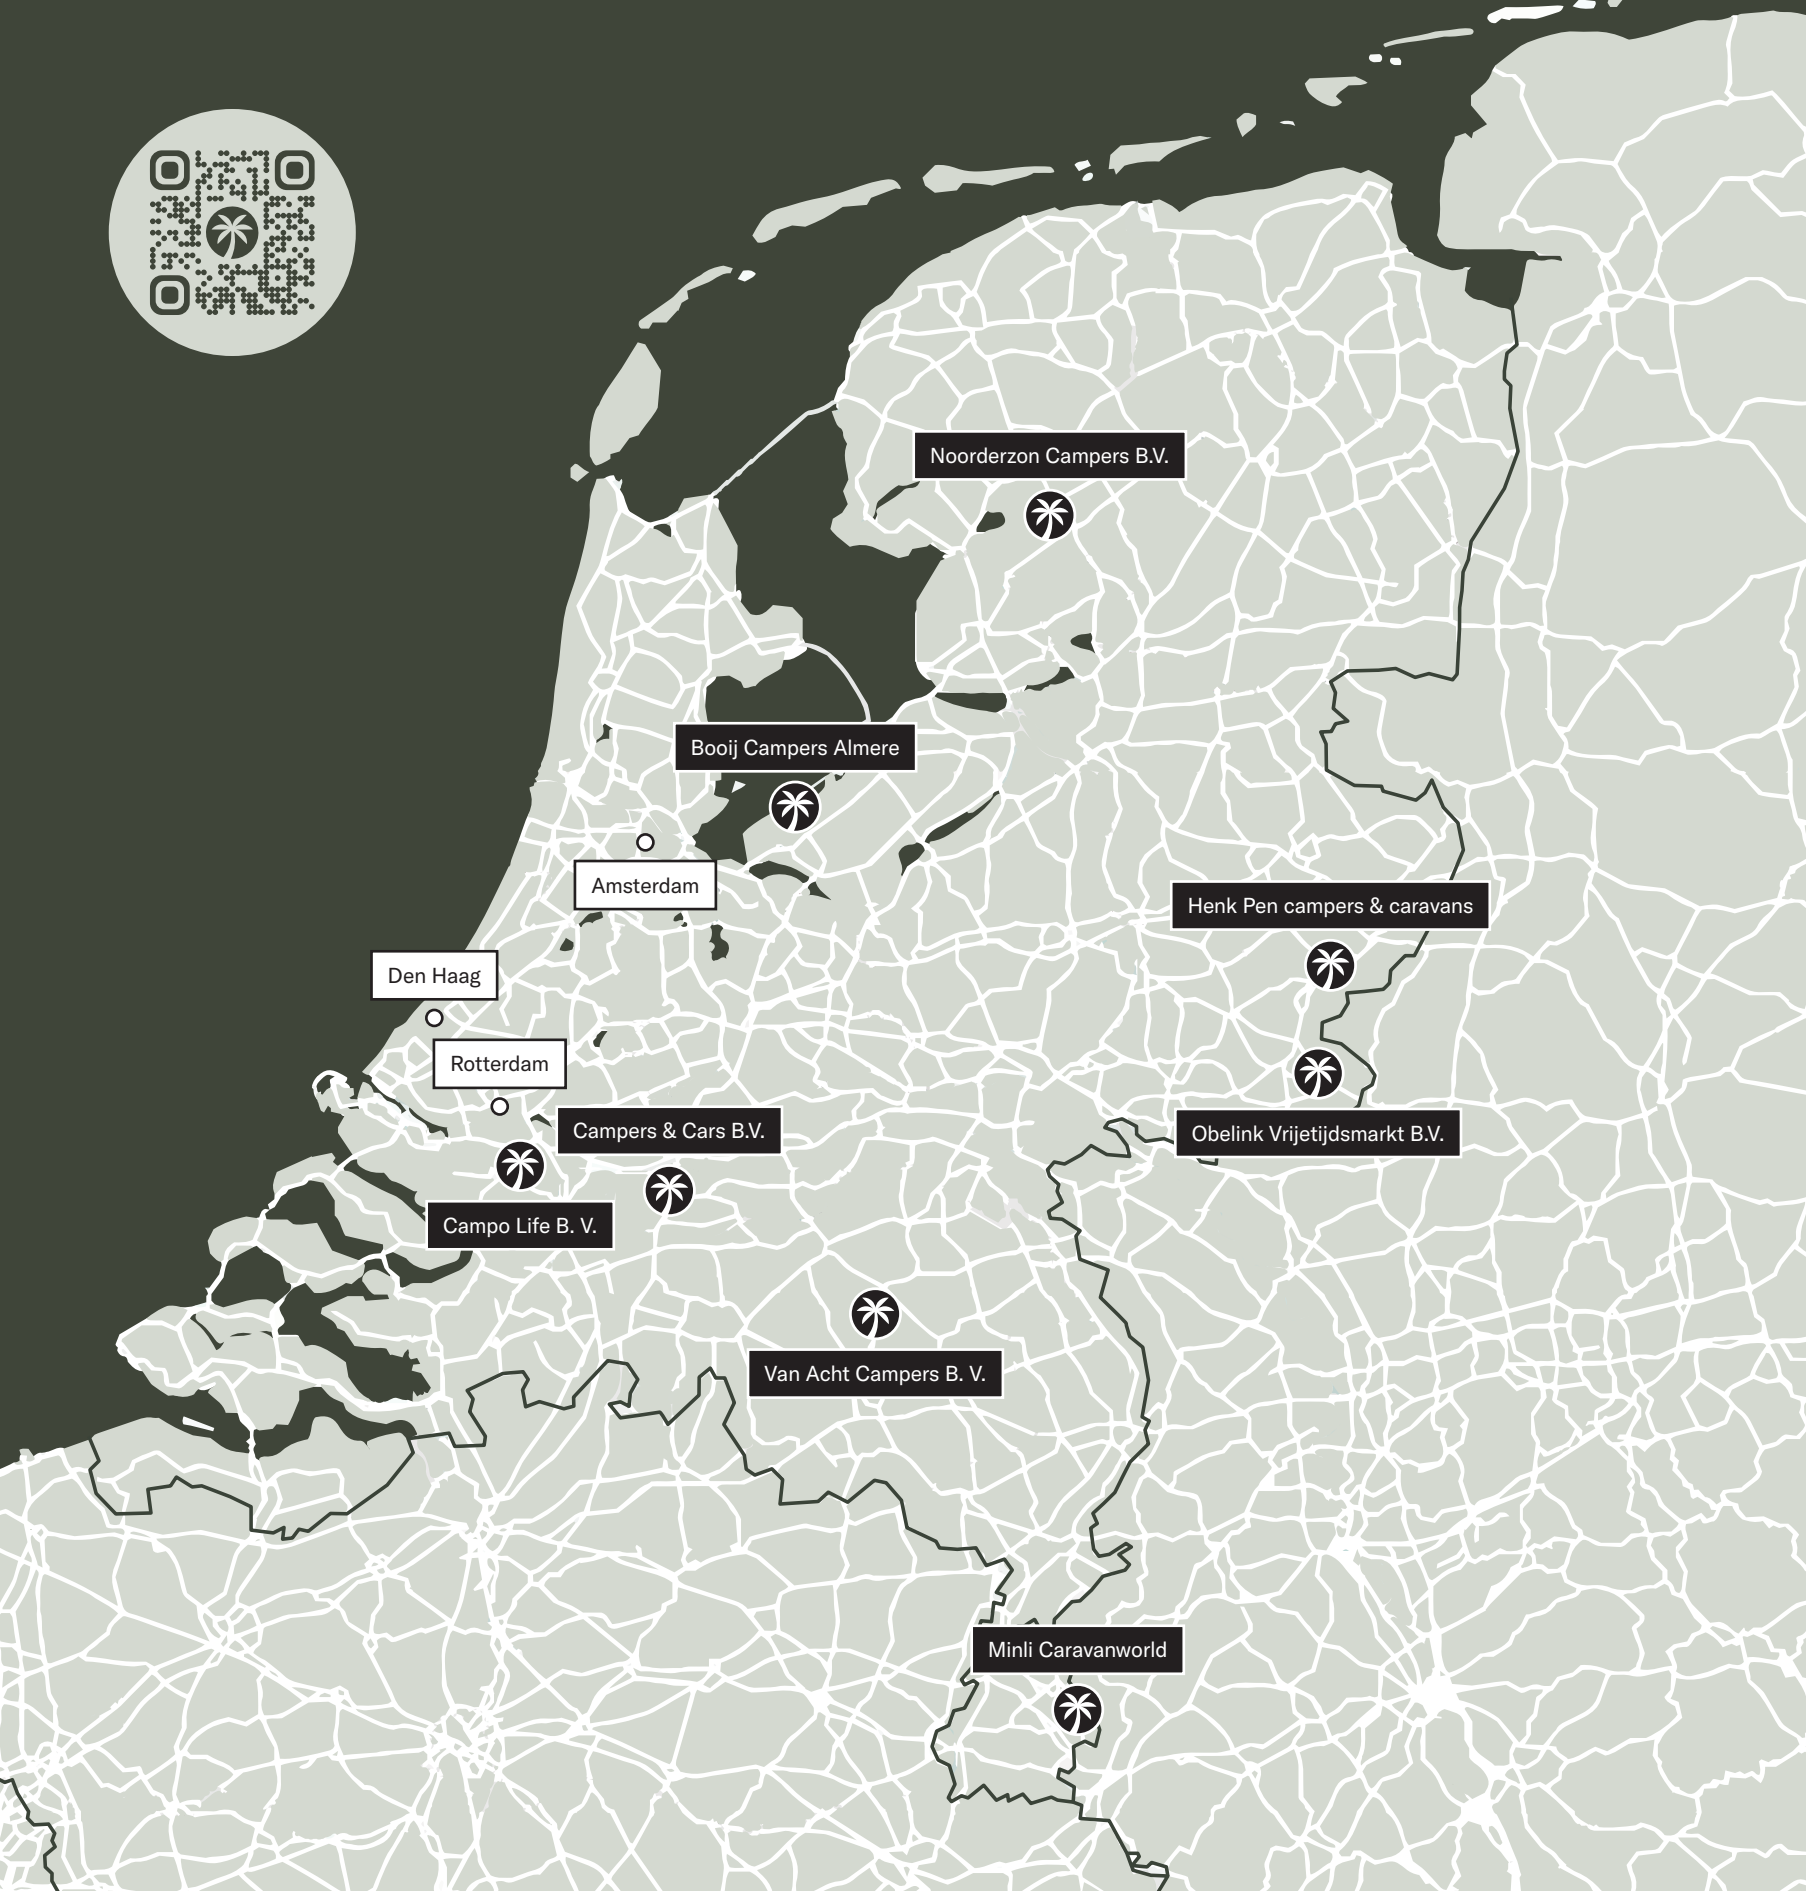 Noorderzon Campers B.V.
Booij Campers Almere
Amsterdam
Henk Pen campers & caravans
Den Haag
Rotterdam
Campers & Cars B.V.
Obelink Vrijetijdsmarkt B.V.
Campo Life B. V.
Van Acht Campers B. V.
Minli Caravanworld